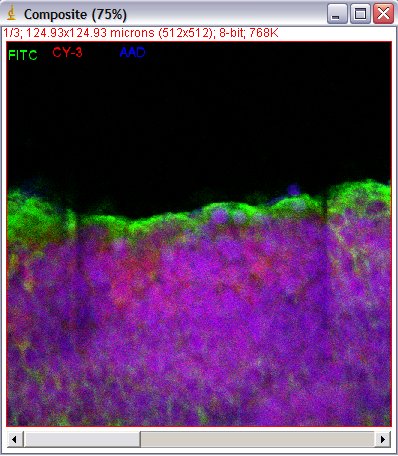 Composite (75%)
1/3; 124.93x124.93 microns (512x512); 8-bit; 768K
FITC CY-3 AAD